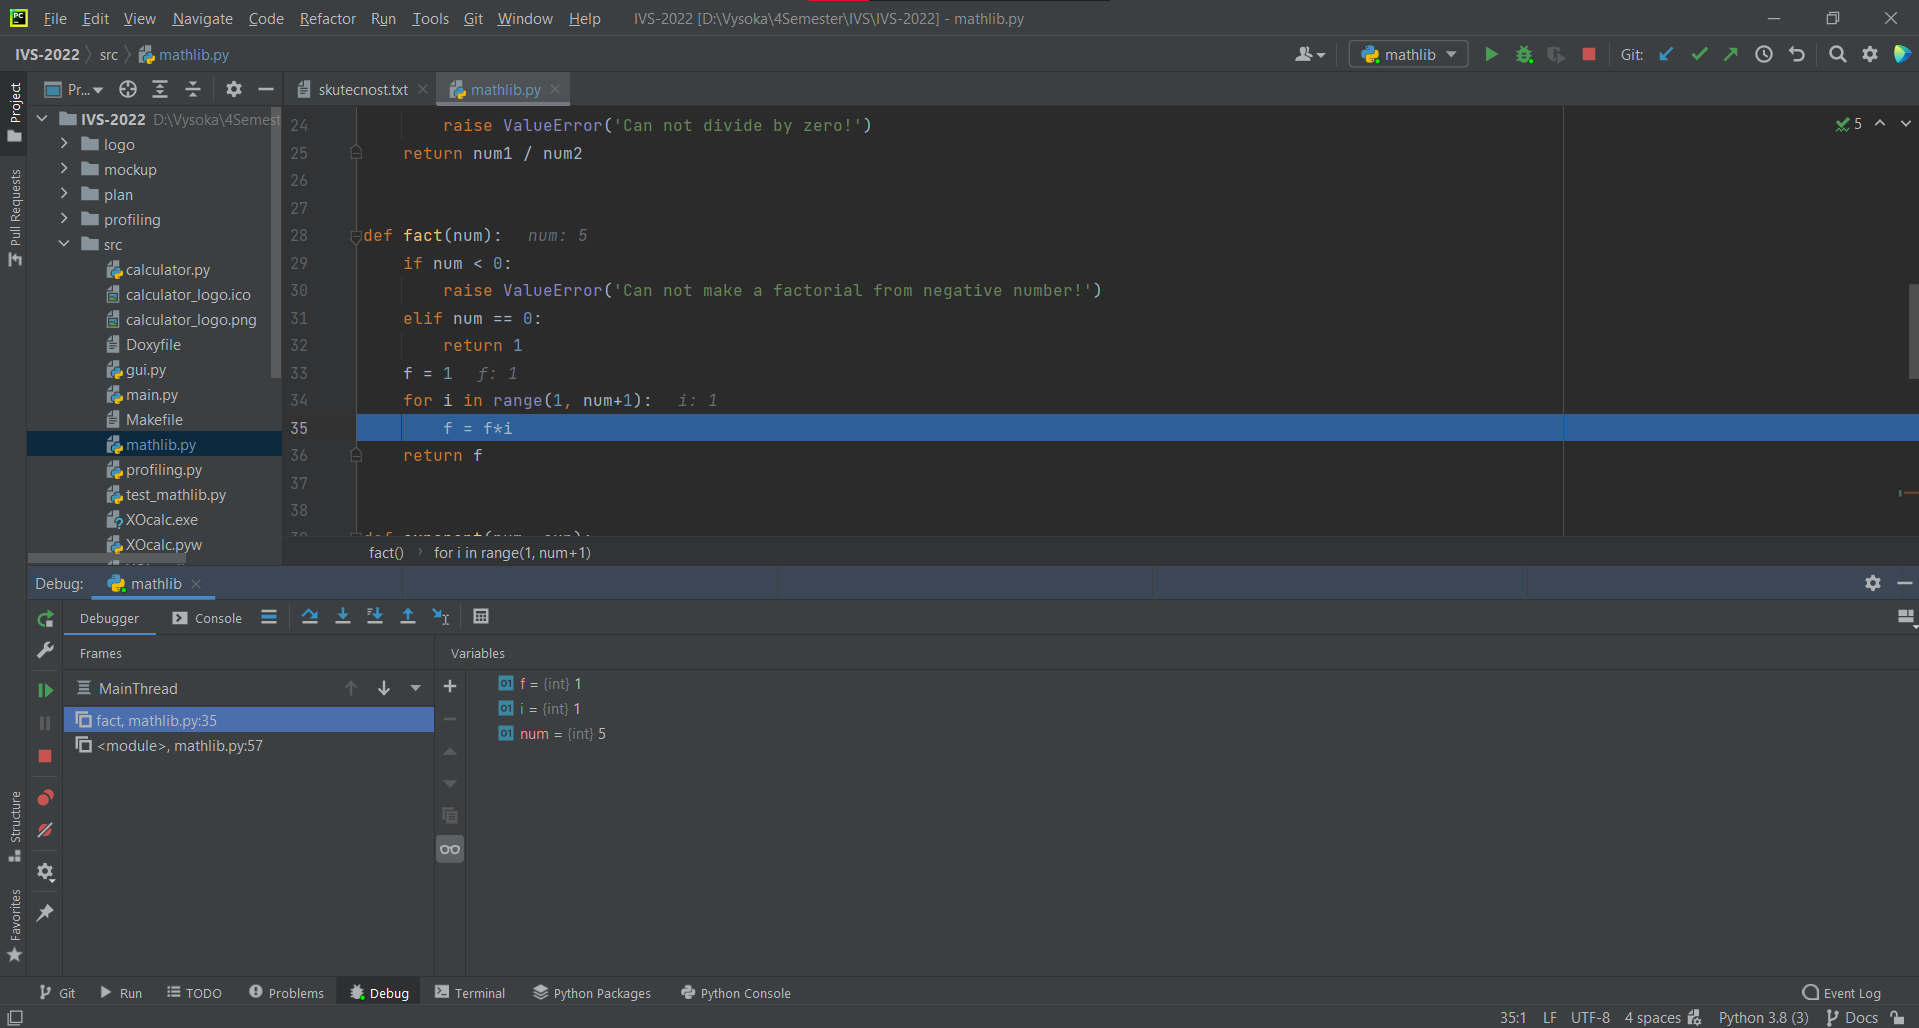 PC File Edit View Navigate Code Refactor Run Tools Git Window Help IVS-2022 [D:\Vysoka\4Semester\IVS\IVS-2022] - mathlib.py
IVS-2022 src mathlib.py mathlib Git:
Project
Pull Requests
Structure
Favorites
Pr... skutecnost.txt mathlib.py
IVS-2022 D:\Vysoka\4Semest
logo
mockup
plan
profiling
src
calculator.py
calculator_logo.ico
calculator_logo.png
Doxyfile
gui.py
main.py
Makefile
mathlib.py
profiling.py
test_mathlib.py
XOcalc.exe
XOcalc.pyw
5
24 raise ValueError('Can not divide by zero!')
25 return num1 / num2
26
27
28 def fact(num): num: 5
29 if num < 0:
30 raise ValueError('Can not make a factorial from negative number!')
31 elif num == 0:
32 return 1
33 f = 1 f: 1
34 for i in range(1, num+1): i: 1
35 f = f*i
36 return f
37
38
fact() for i in range(1, num+1)
Debug: mathlib
Debugger Console
Frames
MainThread
fact, mathlib.py:35
<module>, mathlib.py:57
Variables
01 f = {int} 1
01 i = {int} 1
01 num = {int} 5
Git Run TODO Problems Debug Terminal Python Packages Python Console Event Log
35:1 LF UTF-8 4 spaces Python 3.8 (3) Docs